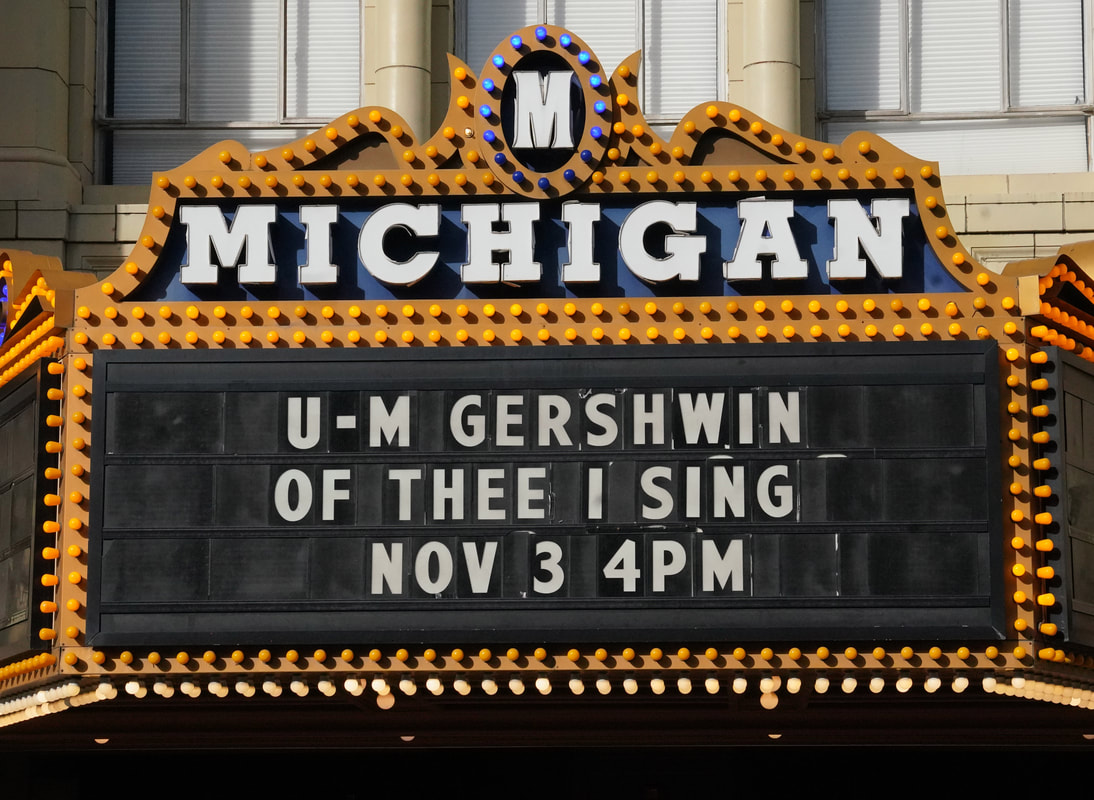 M
MICHIGAN
U-M GERSHWIN
OF THEE I SING
NOV 3 4PM